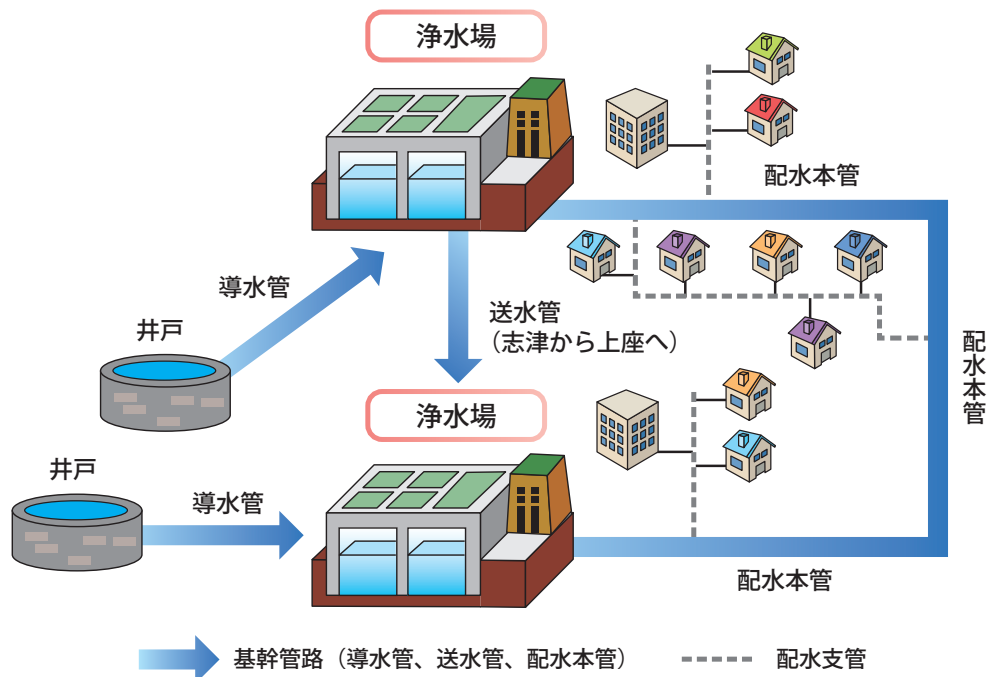 浄水場
配水本管
導水管
送水管
（志津から上座へ）
井戸
配水本管
浄水場
井戸
導水管
配水本管
基幹管路（導水管、送水管、配水本管）
配水支管